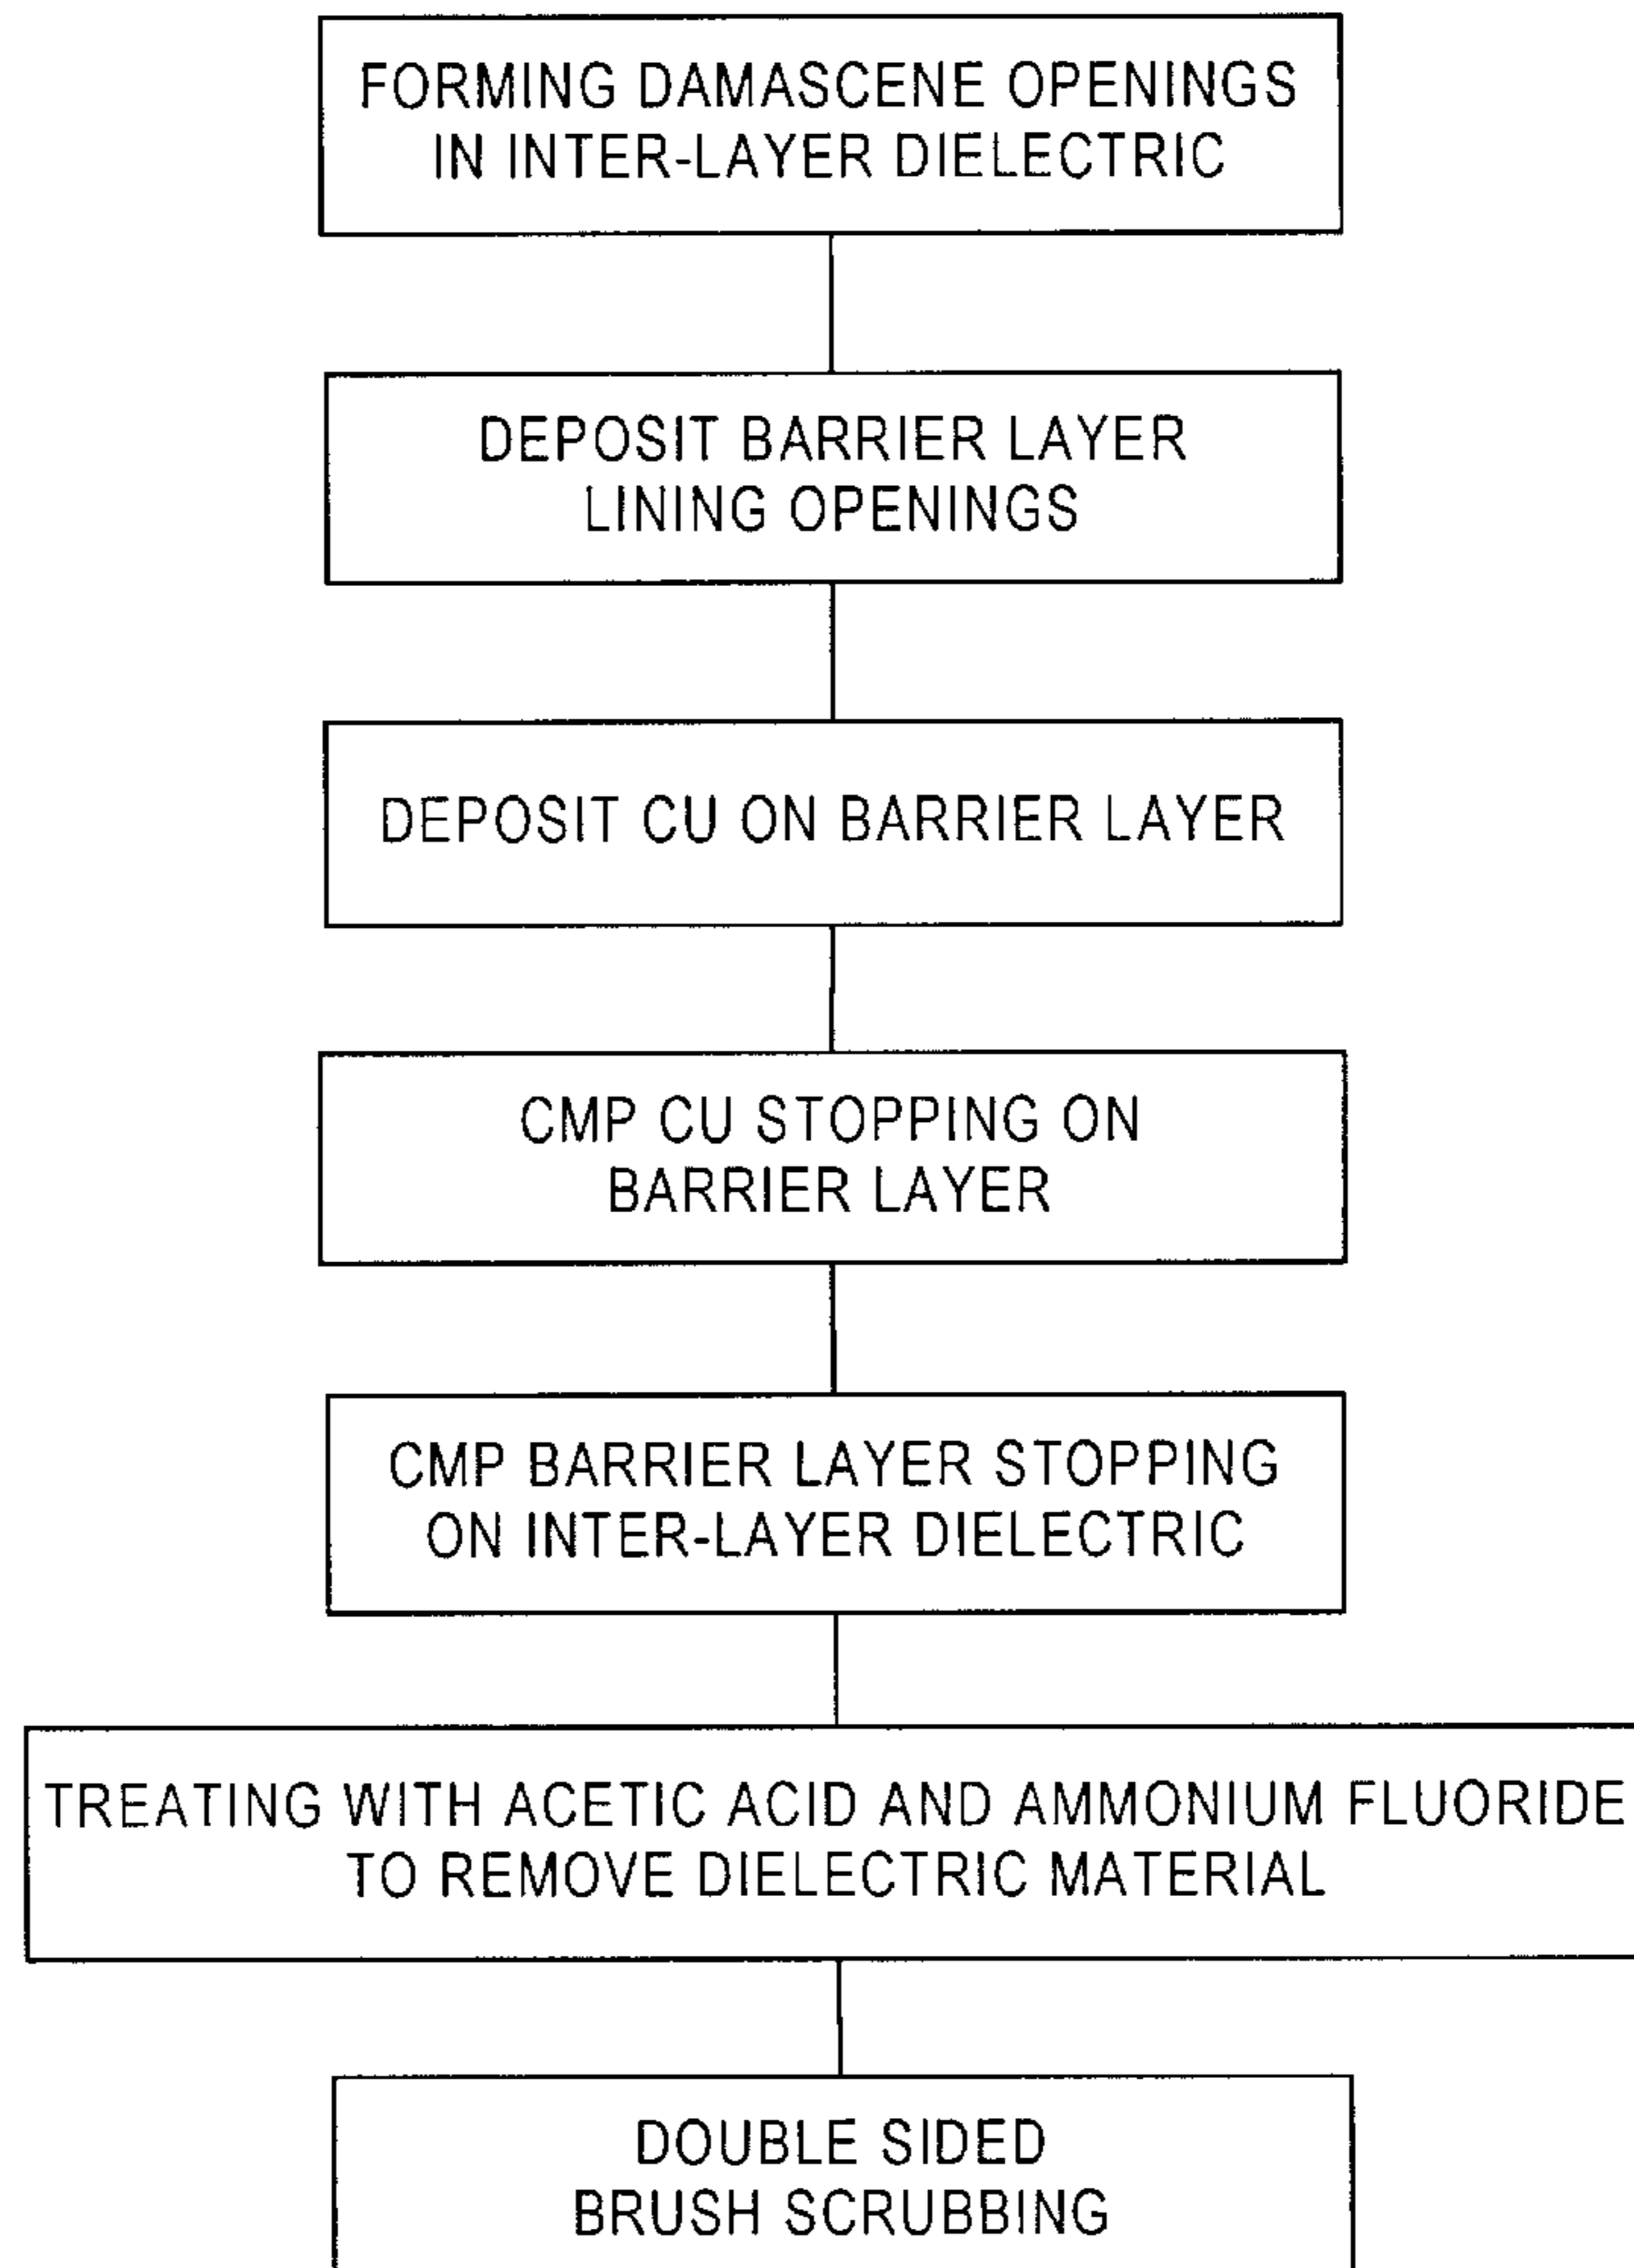 FORMING DAMASCENE OPENINGS
IN INTER-LAYER DIELECTRIC
DEPOSIT BARRIER LAYER
LINING OPENINGS
DEPOSIT CU ON BARRIER LAYER
CMP CU STOPPING ON
BARRIER LAYER
CMP BARRIER LAYER STOPPING
ON INTER-LAYER DIELECTRIC
TREATING WITH ACETIC ACID AND AMMONIUM FLUORIDE
TO REMOVE DIELECTRIC MATERIAL
DOUBLE SIDED
BRUSH SCRUBBING